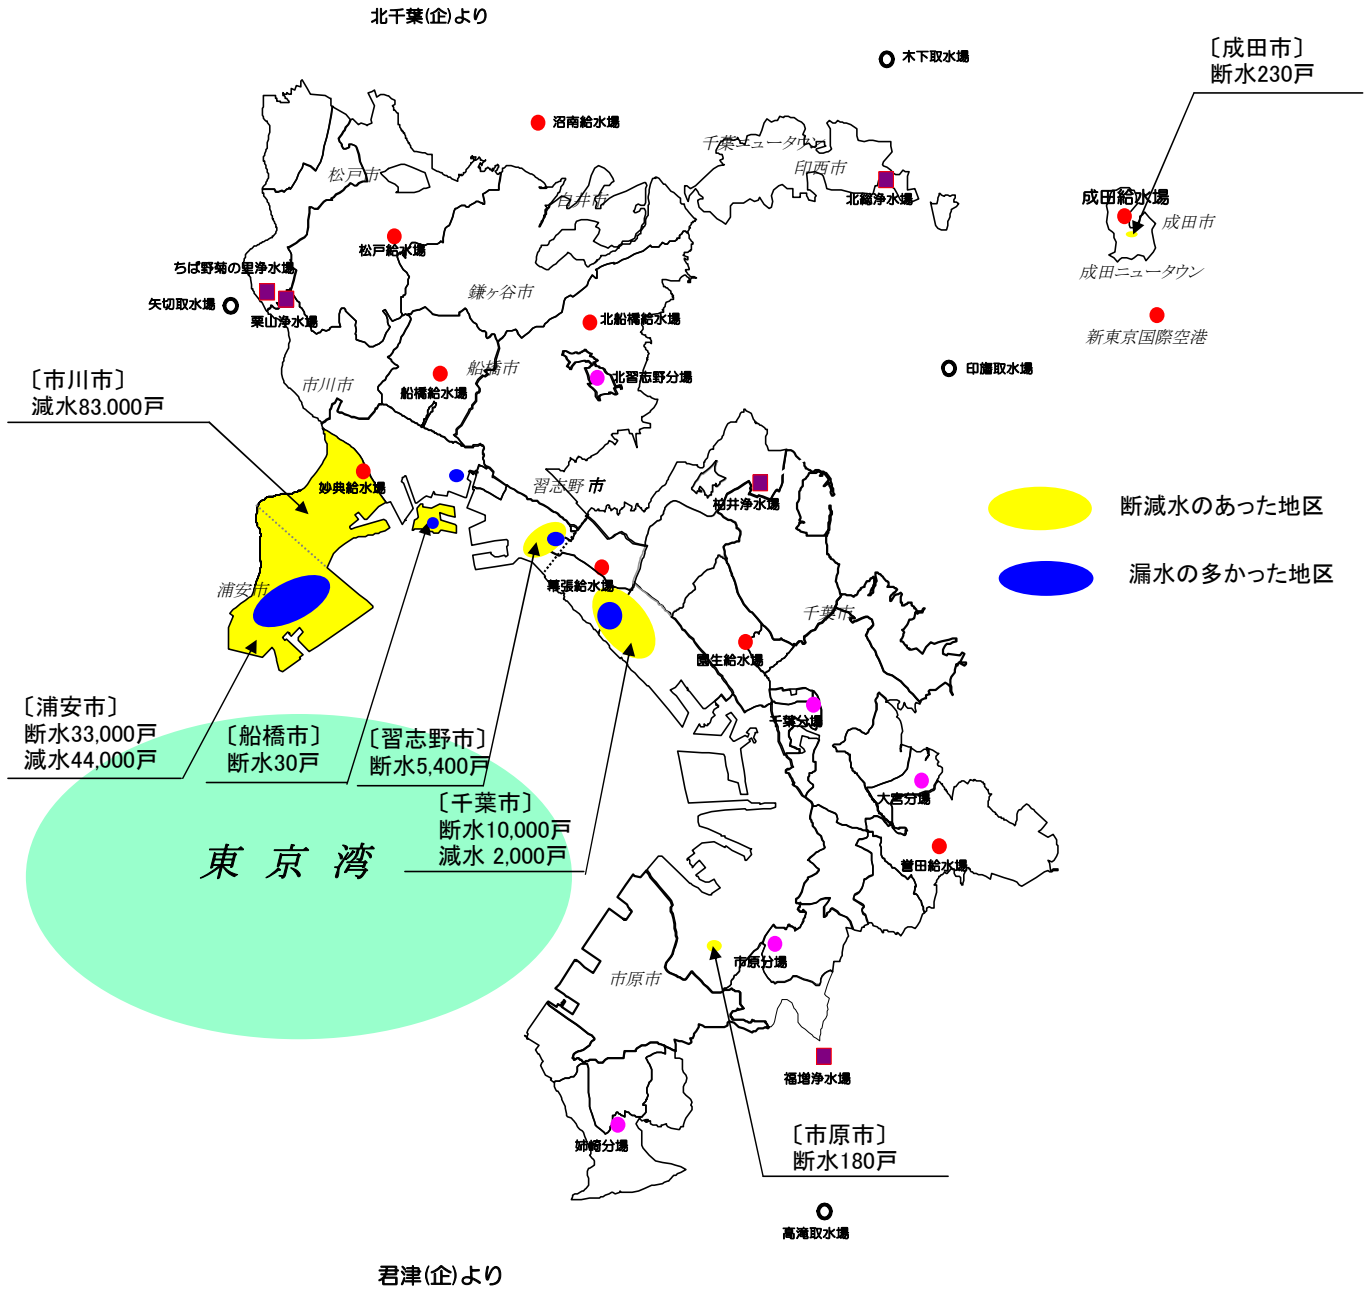 北千葉(企)より
木下取水場
〔成田市〕
断水230戸
沼南給水場
千葉ニュータウン
印西市
松戸市
白井市
北総浄水場
成田給水場
成田市
松戸給水場
成田ニュータウン
ちば野菊の里浄水場
矢切取水場
栗山浄水場
鎌ヶ谷市
北船橋給水場
新東京国際空港
〔市川市〕
減水83.000戸
市川市
船橋市
船橋給水場
北習志野分場
印旛取水場
妙典給水場
習志野市
柏井浄水場
断減水のあった地区
漏水の多かった地区
浦安市
幕張給水場
千葉市
園生給水場
〔浦安市〕
断水33,000戸
減水44,000戸
〔船橋市〕
断水30戸
〔習志野市〕
断水5,400戸
千葉分場
〔千葉市〕
断水10,000戸
減水 2,000戸
大宮分場
東京湾
誉田給水場
市原市
市原分場
福増浄水場
姉崎分場
〔市原市〕
断水180戸
高滝取水場
君津(企)より